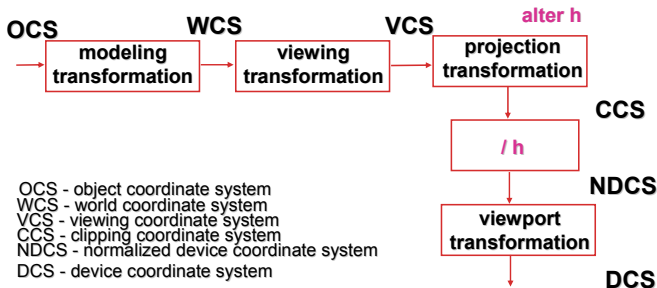 alter h
OCS
WCS
VCS
modeling
transformation
viewing
transformation
projection
transformation
CCS
/ h
OCS - object coordinate system
WCS - world coordinate system
VCS - viewing coordinate system
CCS - clipping coordinate system
NDCS - normalized device coordinate system
DCS - device coordinate system
NDCS
viewport
transformation
DCS